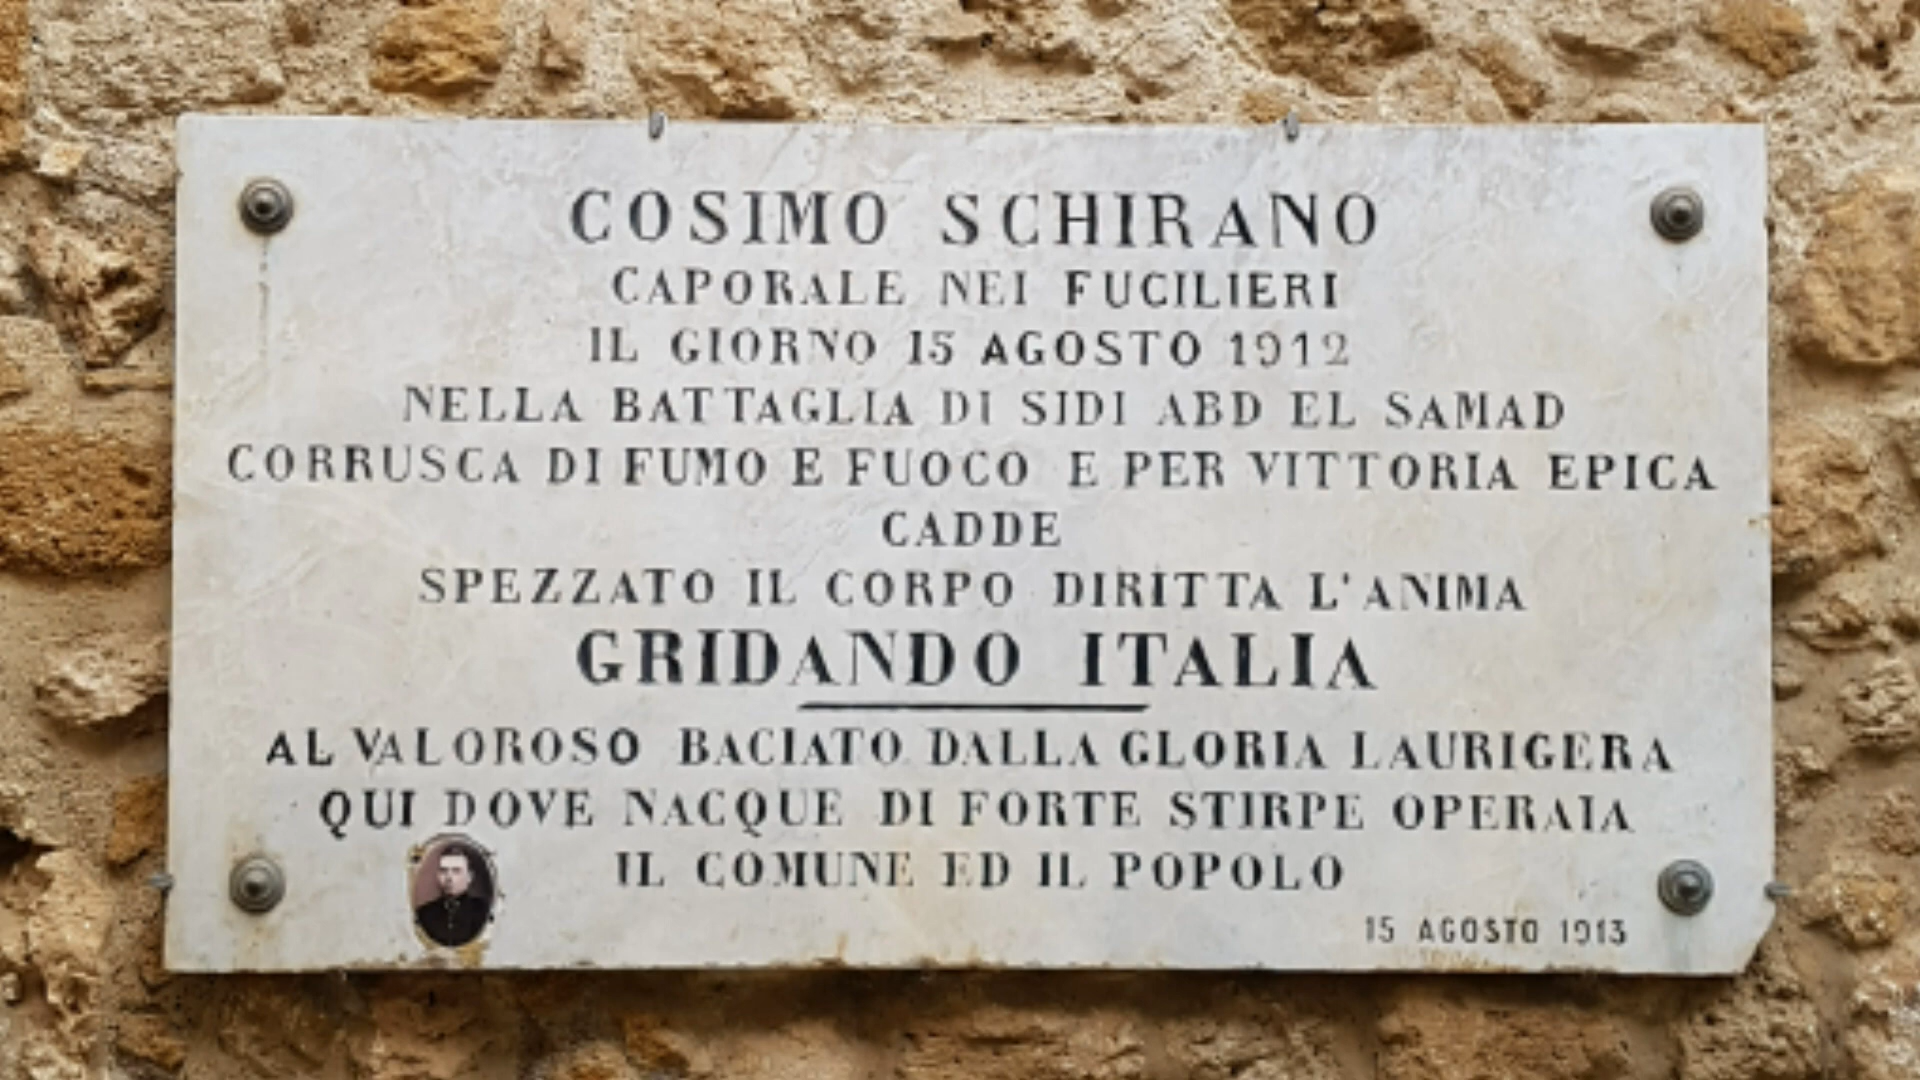 COSIMO SCHIRANO
CAPORALE NEI FUCILIERI
IL GIORNO 15 AGOSTO 1912
NELLA BATTAGLIA DI SIDI ABD EL SAMAD
CORRUSCA DI FUMO E FUOCO E PER VITTORIA EPICA
CADDE
SPEZZATO IL CORPO DIRITTA L'ANIMA
GRIDANDO ITALIA
AL VALOROSO BACIATO DALLA GLORIA LAURIGERA
QUI DOVE NACQUE DI FORTE STIRPE OPERAIA
IL COMUNE ED IL POPOLO
15 AGOSTO 1913